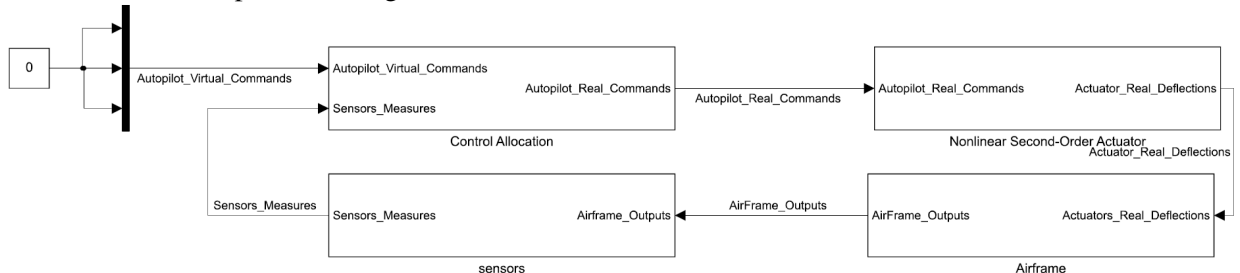 0
Autopilot_Virtual_Commands
Autopilot_Virtual_Commands
Sensors_Measures
Autopilot_Real_Commands
Control Allocation
Autopilot_Real_Commands
Autopilot_Real_Commands
Actuator_Real_Deflections
Nonlinear Second-Order Actuator
Actuator_Real_Deflections
Sensors_Measures
Sensors_Measures
Airframe_Outputs
sensors
AirFrame_Outputs
AirFrame_Outputs
Actuators_Real_Deflections
Airframe